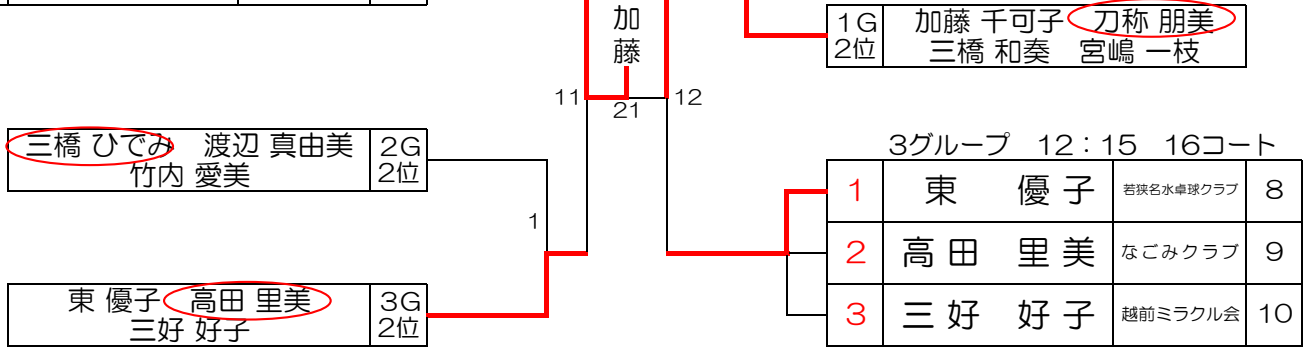 加藤
1G 2位
加藤 千可子 刀称 朋美
三橋 和奏 宮嶋 一枝
11
21
12
三橋 ひでみ 渡辺 真由美
竹内 愛美
2G 2位
1
東 優子 高田 里美
三好 好子
3G 2位
3グループ 12:15 16コート
1 東 優子 若狭名水卓球クラブ 8
2 高田 里美 なごみクラブ 9
3 三好 好子 越前ミラクル会 10